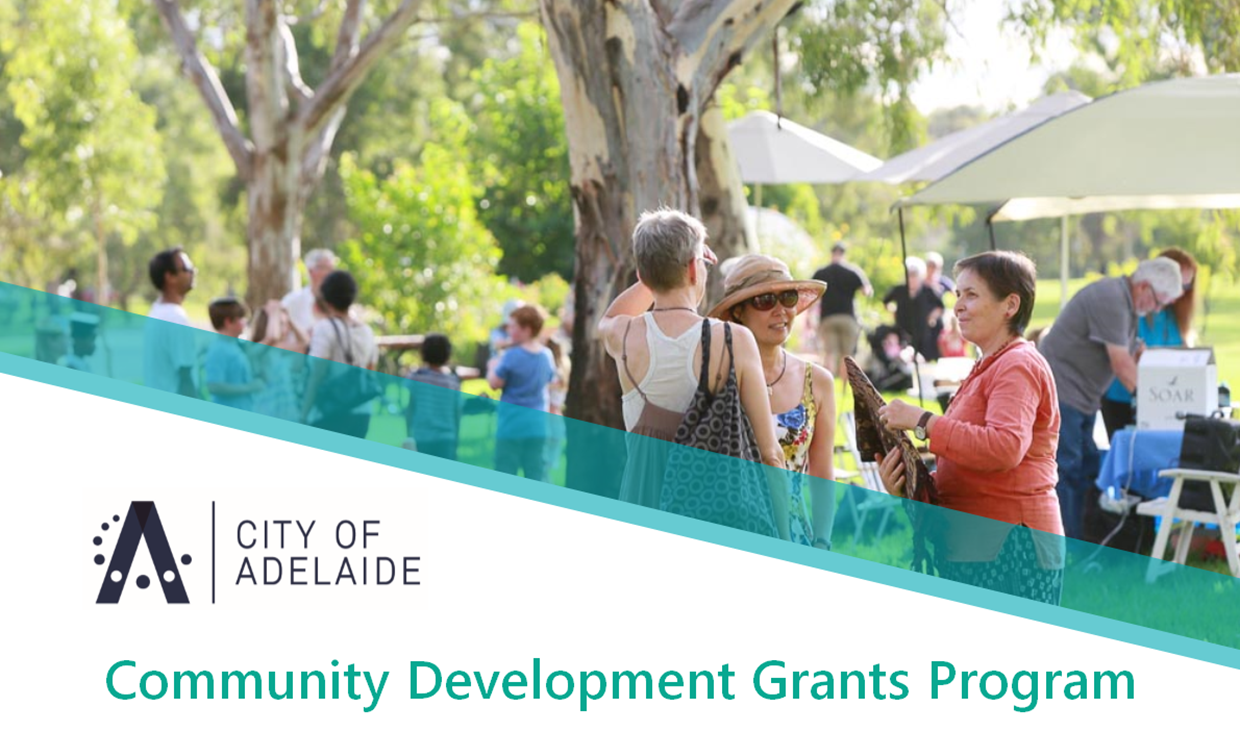 SOAR
CITY OF
ADELAIDE
Community Development Grants Program